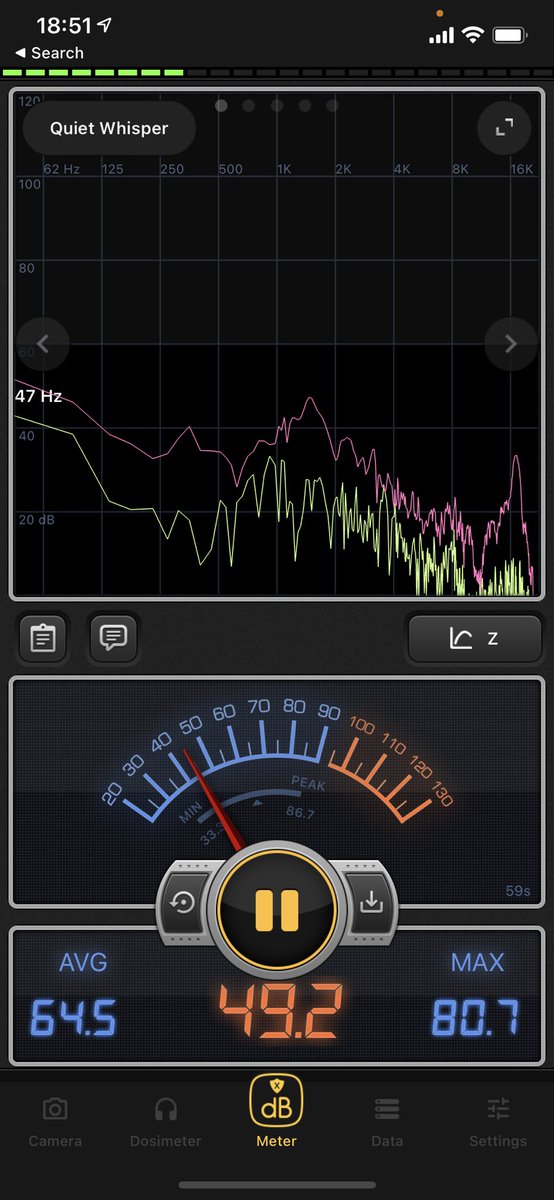 18:51
◀ Search
120
Quiet Whisper
62 Hz 125 250 500 1K 2K 4K 8K 16K
100
80
60
47 Hz
40
20 dB
Z
20 30 40 50 60 70 80 90 100 110 120 130
MIN PEAK
86.7
59s
AVG MAX
64.5 49.2 80.7
X
dB
Camera Dosimeter Meter Data Settings